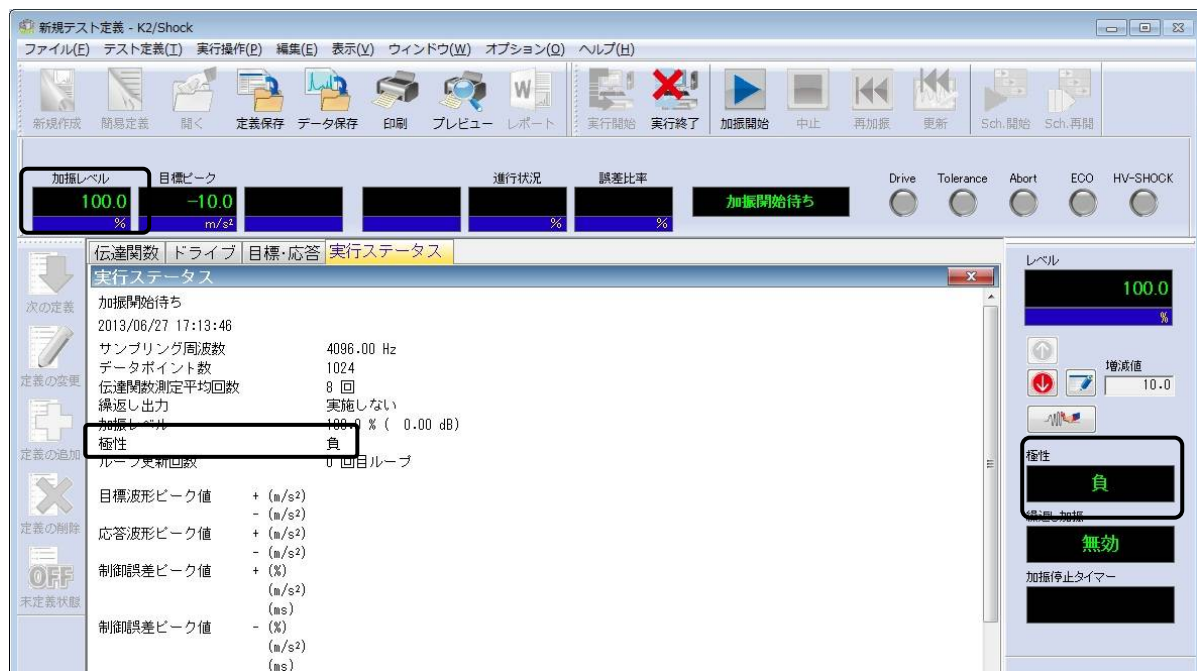 新規テスト定義 - K2/Shock
ファイル(F) テスト定義(T) 実行操作(P) 編集(E) 表示(V) ウィンドウ(W) オプション(O) ヘルプ(H)
新規作成 簡易定義 開く 定義保存 データ保存 印刷 プレビュー レポート 実行開始 実行終了 加振開始 中止 再加振 更新 Sch.開始 Sch.再開
加振レベル 目標ピーク 進行状況 誤差比率 Drive Tolerance Abort ECO HV-SHOCK
100.0 -10.0 加振開始待ち
% m/s² % %
伝達関数 ドライブ 目標・応答 実行ステータス
実行ステータス
加振開始待ち
2013/06/27 17:13:46
サンプリング周波数 4096.00 Hz
データポイント数 1024
伝達関数測定平均回数 8 回
繰返し出力 実施しない
加振レベル 100.0 % ( 0.00 dB)
極性 負
ループ更新回数 0 回目ループ
目標波形ピーク値 + (m/s²)
- (m/s²)
応答波形ピーク値 + (m/s²)
- (m/s²)
制御誤差ピーク値 + (%)
(m/s²)
(ms)
制御誤差ピーク値 - (%)
(m/s²)
(ms)
次の定義
定義の変更
定義の追加
定義の削除
OFF
未定義状態
レベル
100.0
%
増減値
10.0
極性
負
繰返し加振
無効
加振停止タイマー